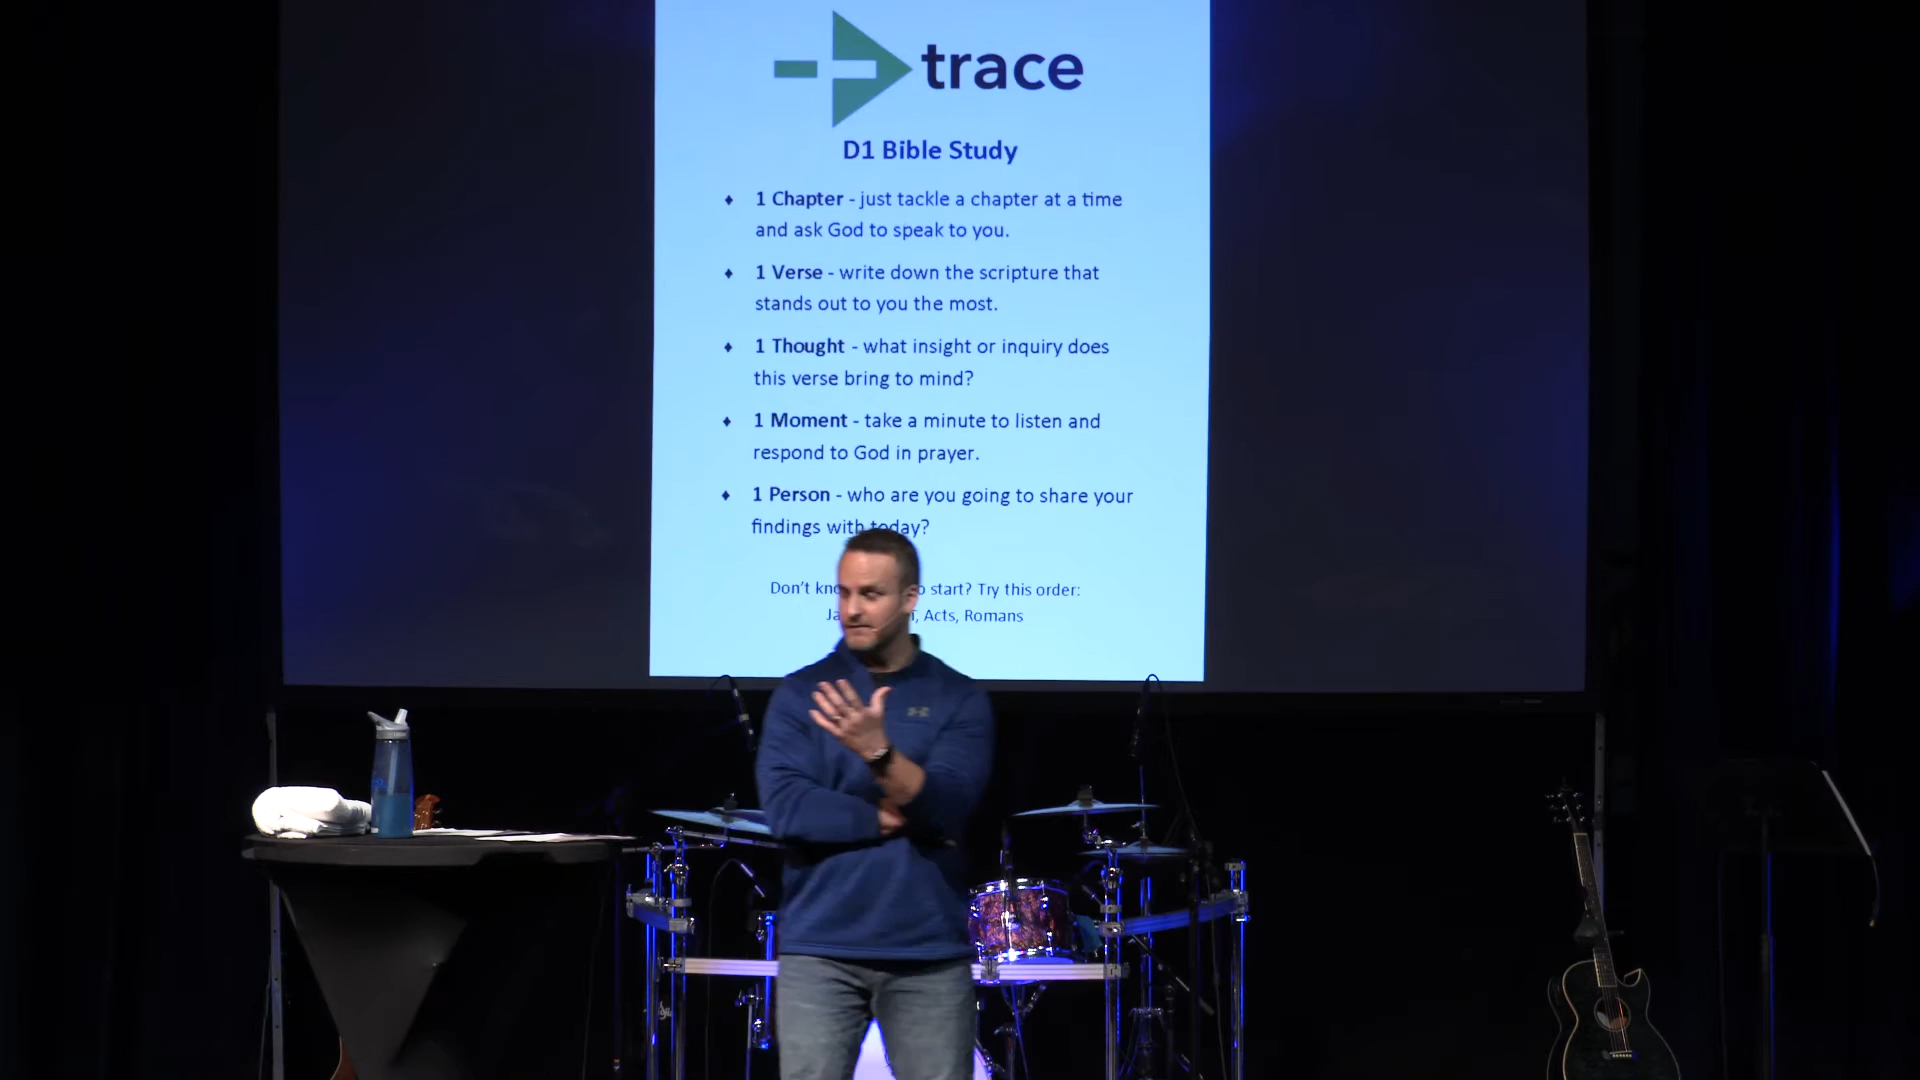 trace
D1 Bible Study
♦ 1 Chapter - just tackle a chapter at a time
and ask God to speak to you.
♦ 1 Verse - write down the scripture that
stands out to you the most.
♦ 1 Thought - what insight or inquiry does
this verse bring to mind?
♦ 1 Moment - take a minute to listen and
respond to God in prayer.
♦ 1 Person - who are you going to share your
findings with today?
Don't start? Try this order:
Acts, Romans